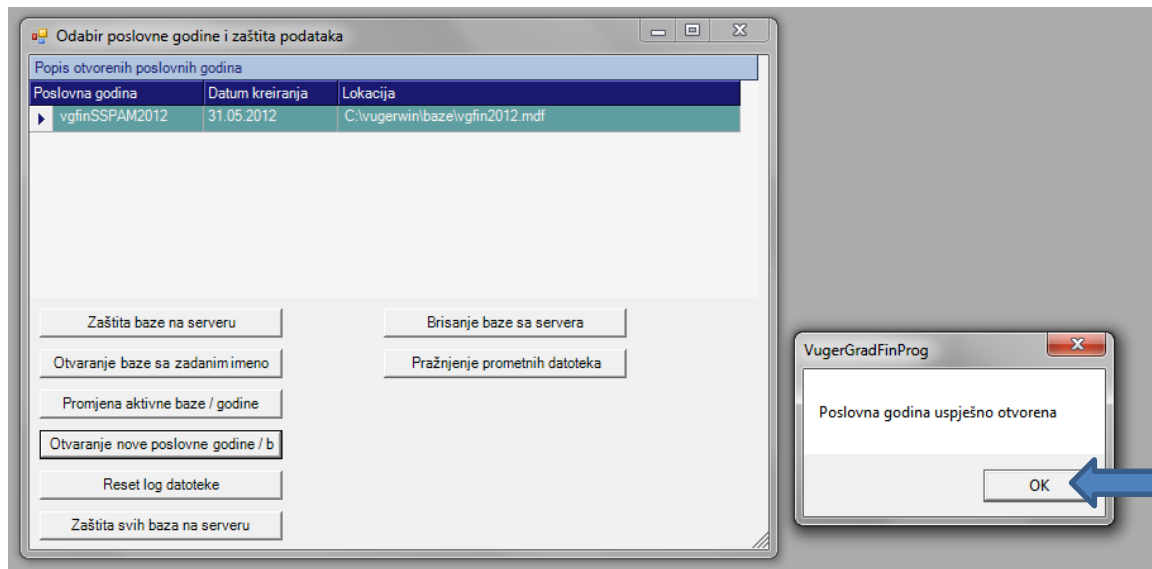 Odabir poslovne godine i zaštita podataka
Popis otvorenih poslovnih godina
Poslovna godina Datum kreiranja Lokacija
vgfinSSPAM2012 31.05.2012 C:\vugerwin\baze\vgfin2012.mdf
Zaštita baze na serveru
Brisanje baze sa servera
Otvaranje baze sa zadanim imeno
Pražnjenje prometnih datoteka
Promjena aktivne baze / godine
Otvaranje nove poslovne godine / b
Reset log datoteke
Zaštita svih baza na serveru
VugerGradFinProg
Poslovna godina uspješno otvorena
OK